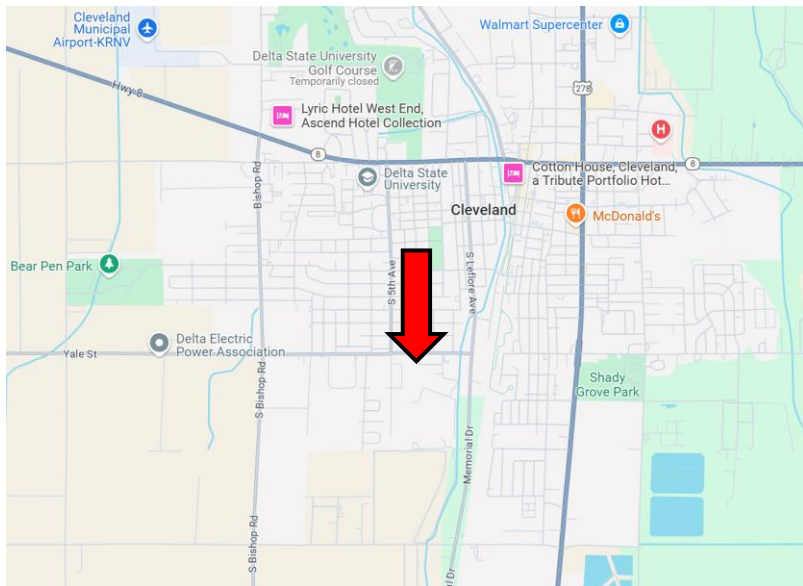 Cleveland
Municipal
Airport-KRNV
Walmart Supercenter
Delta State University
Golf Course
Temporarily closed
278
Hwy 8
Lyric Hotel West End,
Ascend Hotel Collection
H
8
8
Bishop Rd
Delta State
University
Cotton House, Cleveland,
a Tribute Portfolio Hot...
Cleveland
McDonald's
Bear Pen Park
S 5th Ave
S Leflore Ave
Delta Electric
Power Association
Yale St
S Bishop Rd
Shady
Grove Park
Memorial Dr
S Bishop Rd
l Dr